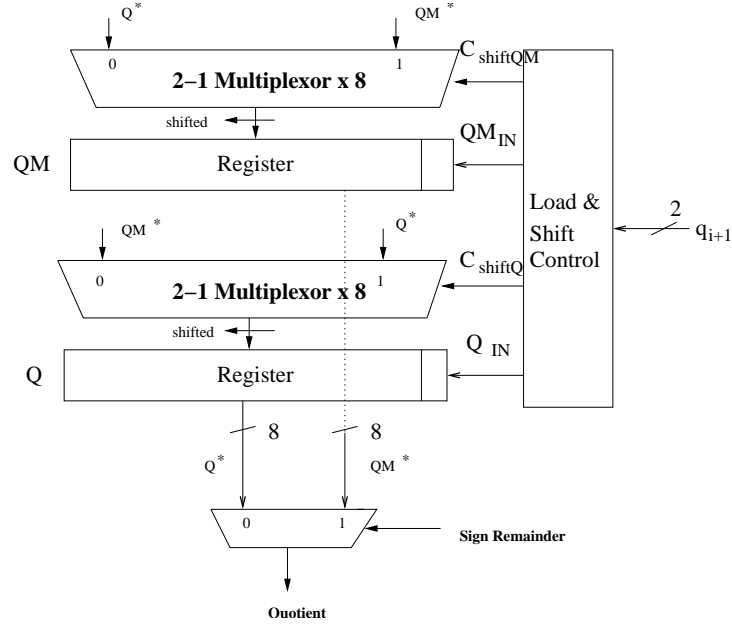 Q*
QM*
0
1
2–1 Multiplexor x 8
C shiftQM
shifted
QM
Register
QM IN
Load &
Shift
Control
2
q i+1
QM*
Q*
0
1
2–1 Multiplexor x 8
C shiftQ
shifted
Q
Register
Q IN
8
8
Q*
QM*
0
1
Sign Remainder
Quotient